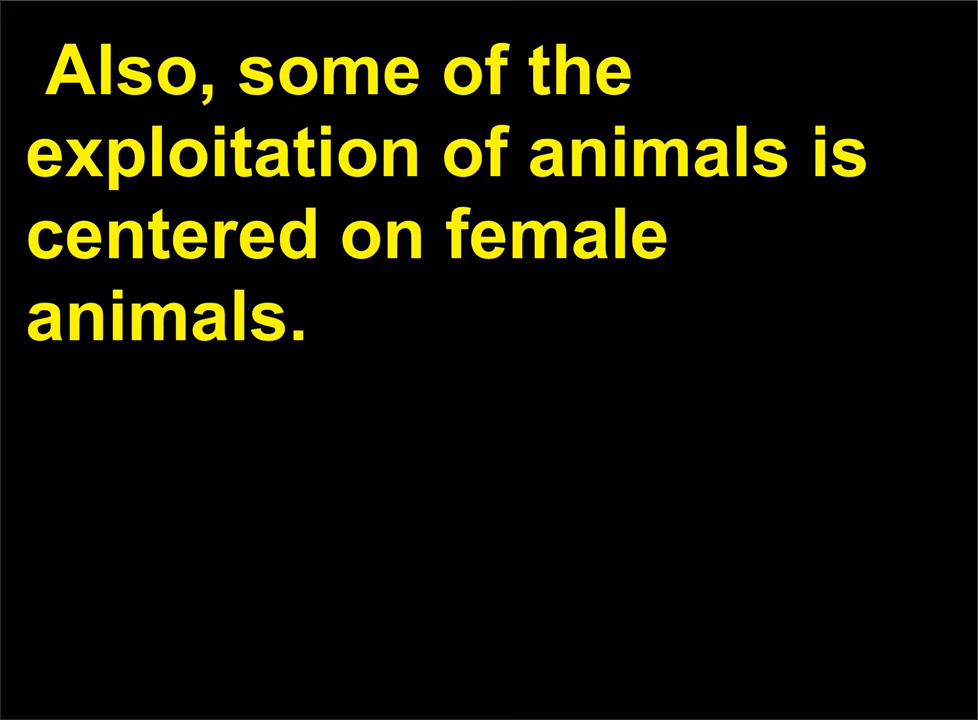 Also, some of the
exploitation of animals is
centered on female
animals.